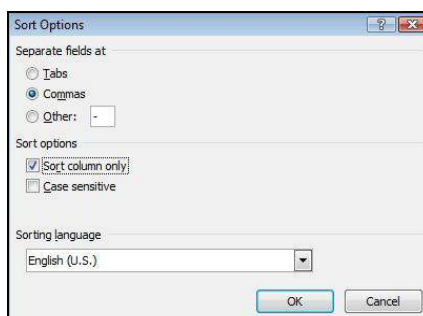 Sort Options
Separate fields at
Tabs
Commas
Other: -
Sort options
Sort column only
Case sensitive
Sorting language
English (U.S.)
OK Cancel